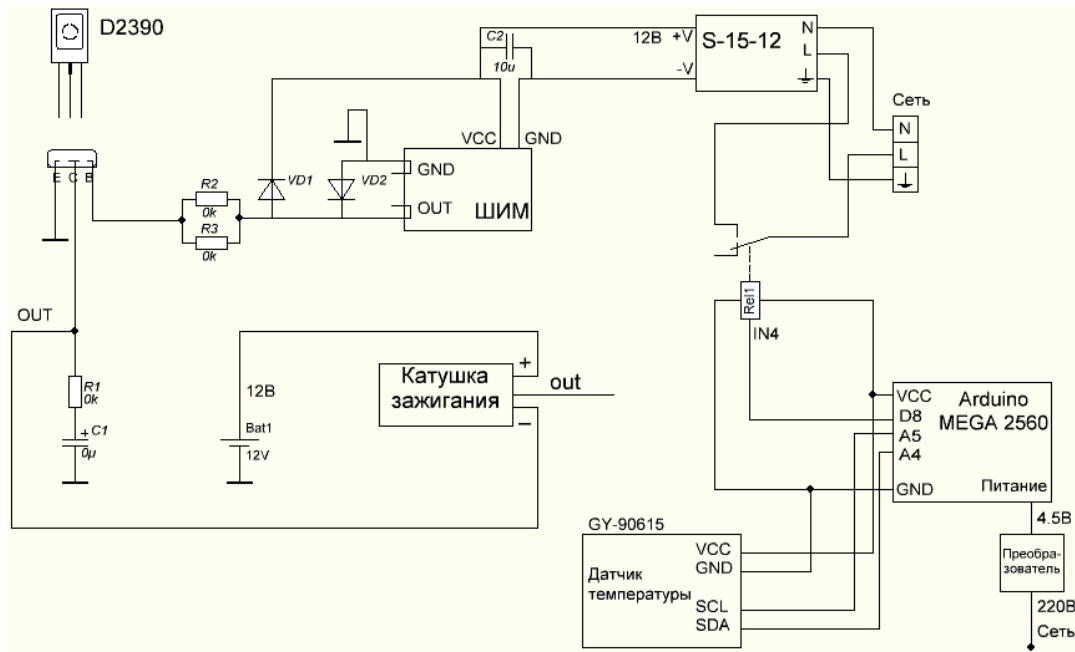 D2390
E C B
R2
0k
R3
0k
VD1
VD2
C2
10u
VCC
GND
GND
OUT
ШИМ
12В
+V
-V
S-15-12
N
L
Сеть
N
L
Rel1
IN4
OUT
R1
0k
+
C1
0µ
12В
Bat1
12V
Катушка
зажигания
+
−
out
VCC
D8
A5
A4
GND
Arduino
MEGA 2560
Питание
4.5В
Преобра-
зователь
220В
Сеть
GY-90615
Датчик
температуры
VCC
GND
SCL
SDA